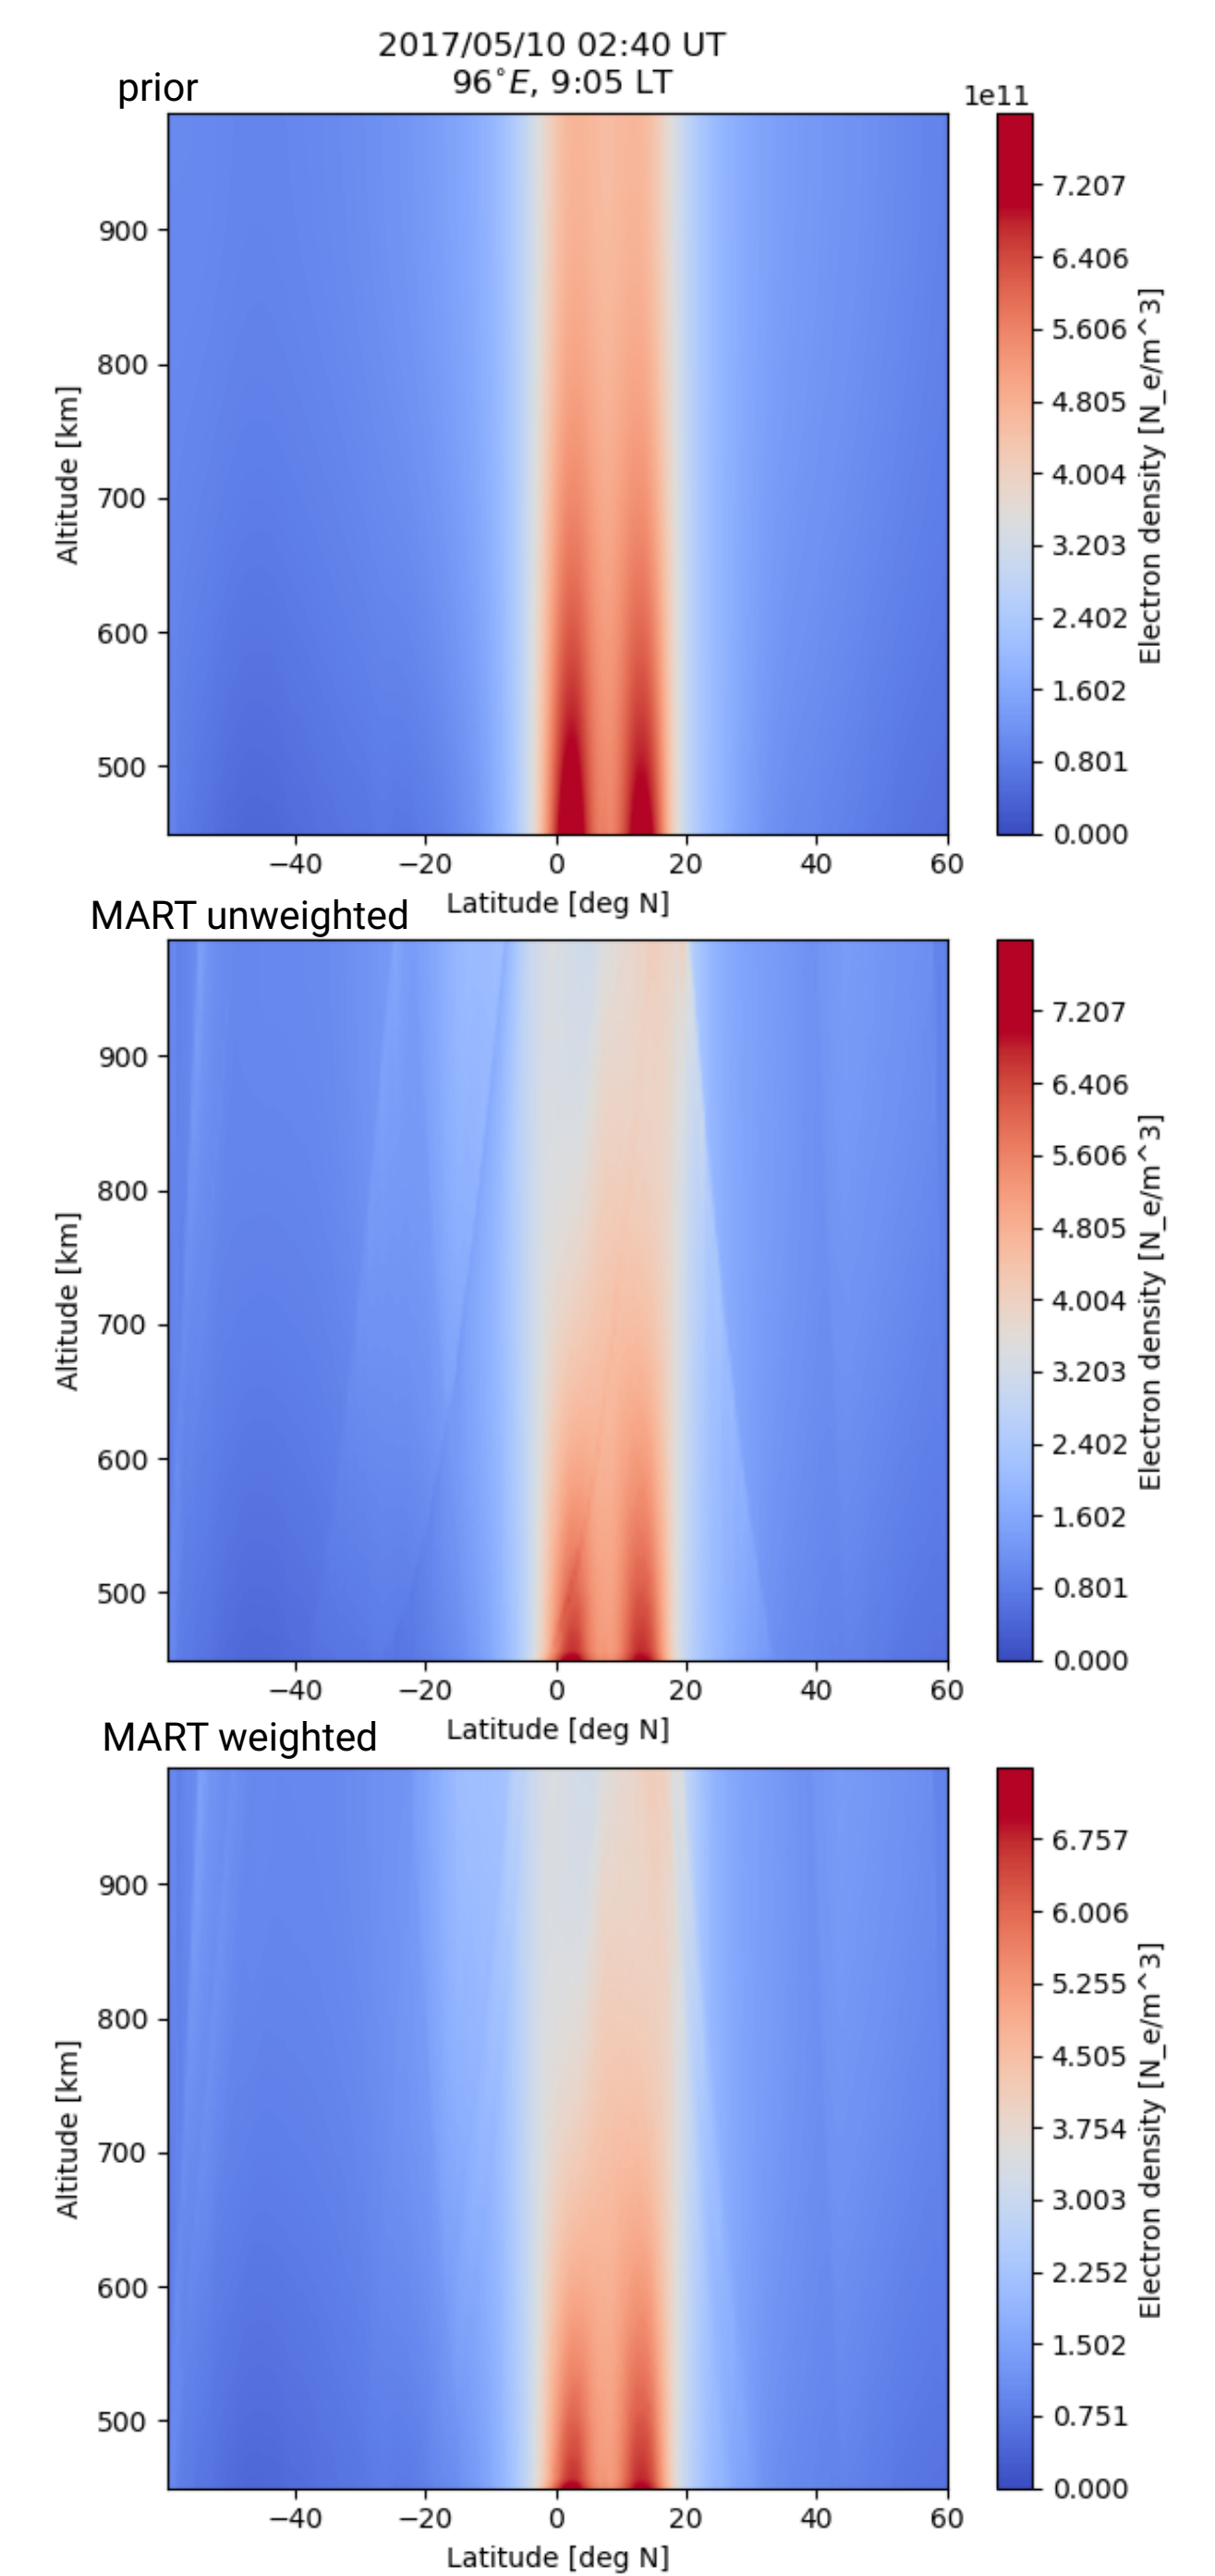 2017/05/10 02:40 UT
96°E, 9:05 LT
prior
1e11
900
800
700
600
500
Altitude [km]
−40 −20 0 20 40 60
Latitude [deg N]
7.207
6.406
5.606
4.805
4.004
3.203
2.402
1.602
0.801
0.000
Electron density [N_e/m^3]
MART unweighted
900
800
700
600
500
Altitude [km]
−40 −20 0 20 40 60
Latitude [deg N]
7.207
6.406
5.606
4.805
4.004
3.203
2.402
1.602
0.801
0.000
Electron density [N_e/m^3]
MART weighted
900
800
700
600
500
Altitude [km]
−40 −20 0 20 40 60
Latitude [deg N]
6.757
6.006
5.255
4.505
3.754
3.003
2.252
1.502
0.751
0.000
Electron density [N_e/m^3]